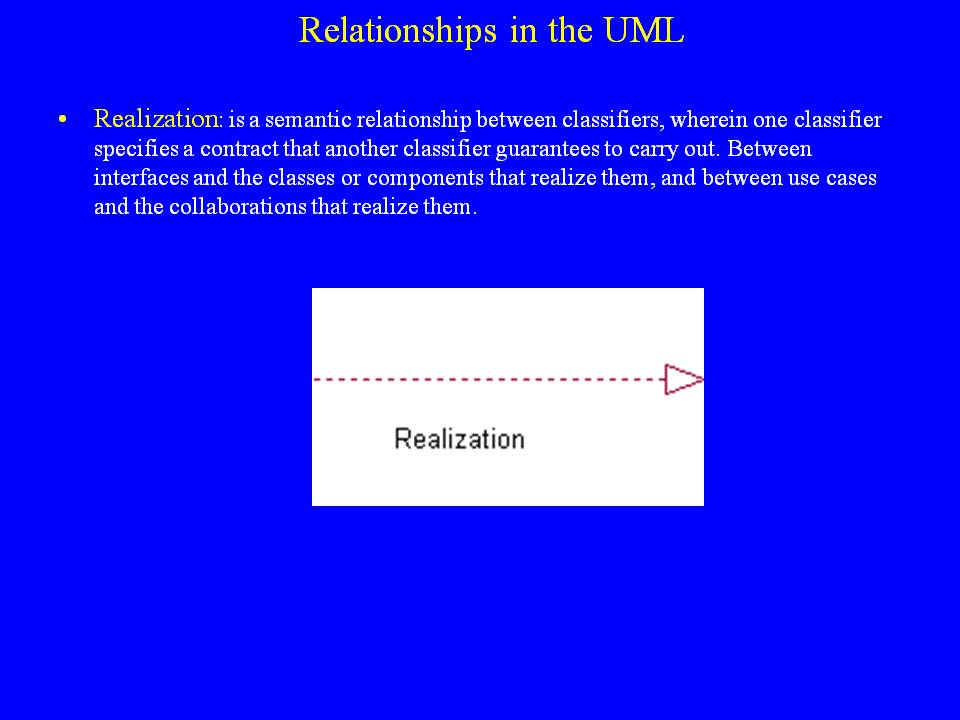 Relationships in the UML
• Realization: is a semantic relationship between classifiers, wherein one classifier
specifies a contract that another classifier guarantees to carry out. Between
interfaces and the classes or components that realize them, and between use cases
and the collaborations that realize them.
Realization